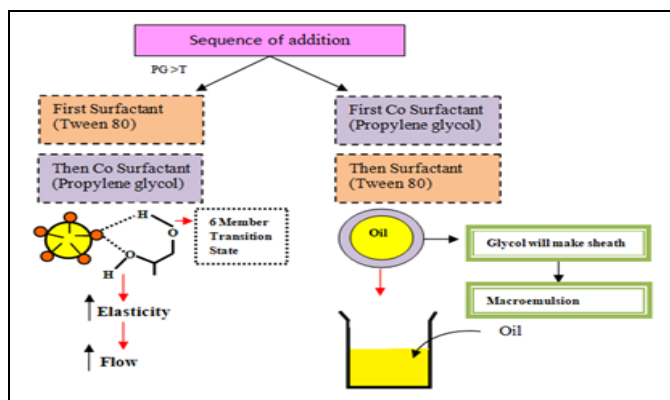 Sequence of addition
PG >T
First Surfactant
(Tween 80)
Then Co Surfactant
(Propylene glycol)
H
O
O
H
6 Member
Transition
State
Elasticity
Flow
First Co Surfactant
(Propylene glycol)
Then Surfactant
(Tween 80)
Oil
Glycol will make sheath
Macroemulsion
Oil